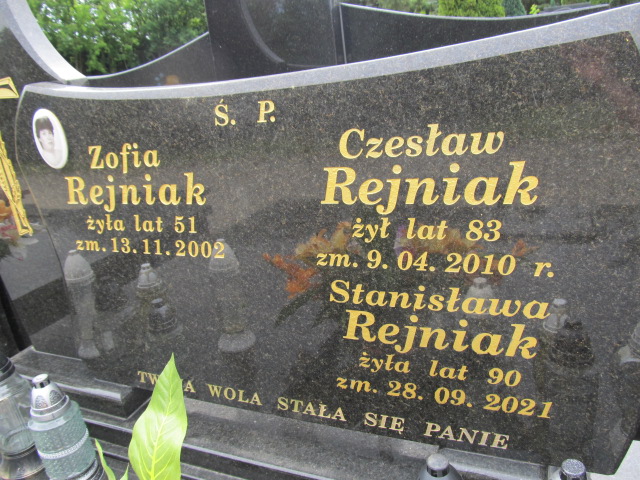 Ś. P.
Zofia
Rejniak
żyła lat 51
zm. 13.11.2002
Czesław
Rejniak
żył lat 83
zm. 9. 04. 2010 r.
Stanisława
Rejniak
żyła lat 90
zm. 28. 09. 2021
WOLA STAŁA SIĘ PANIE